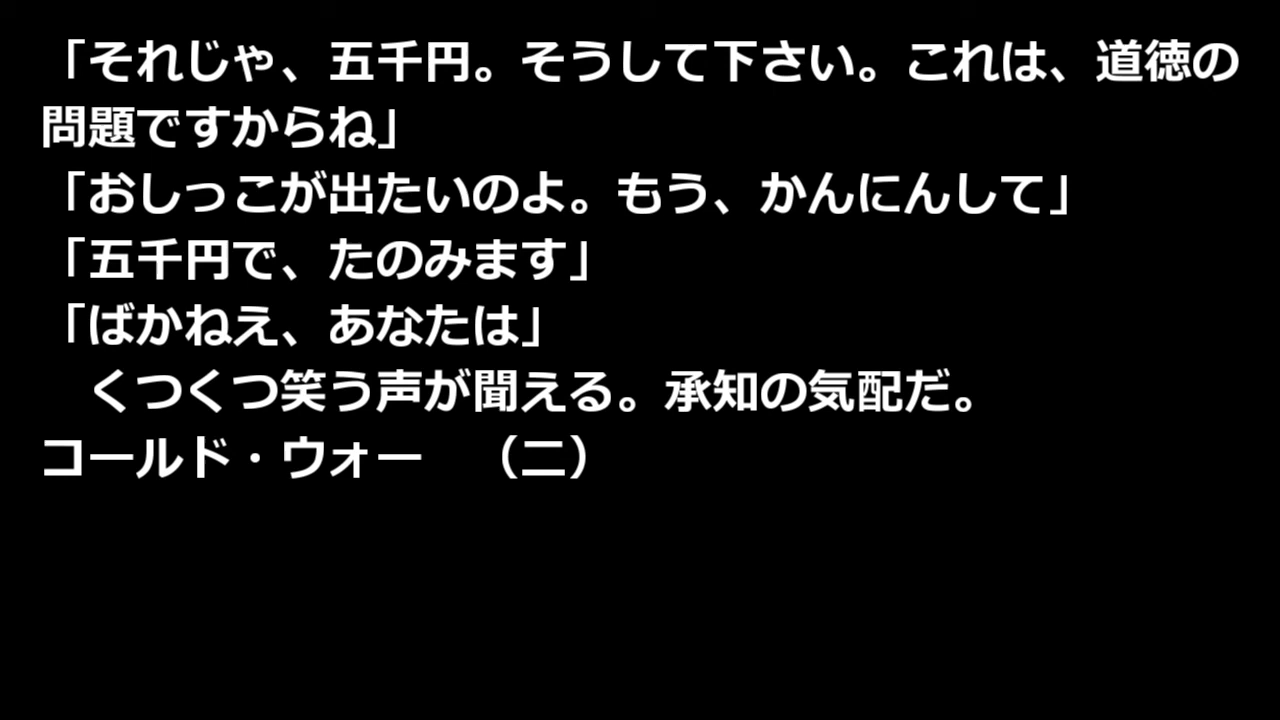 「それじゃ、五千円。そうして下さい。これは、道徳の
問題ですからね」
「おしっこが出たいのよ。もう、かんにんして」
「五千円で、たのみます」
「ばかねえ、あなたは」
　くつくつ笑う声が聞える。承知の気配だ。
コールド・ウォー　（二）